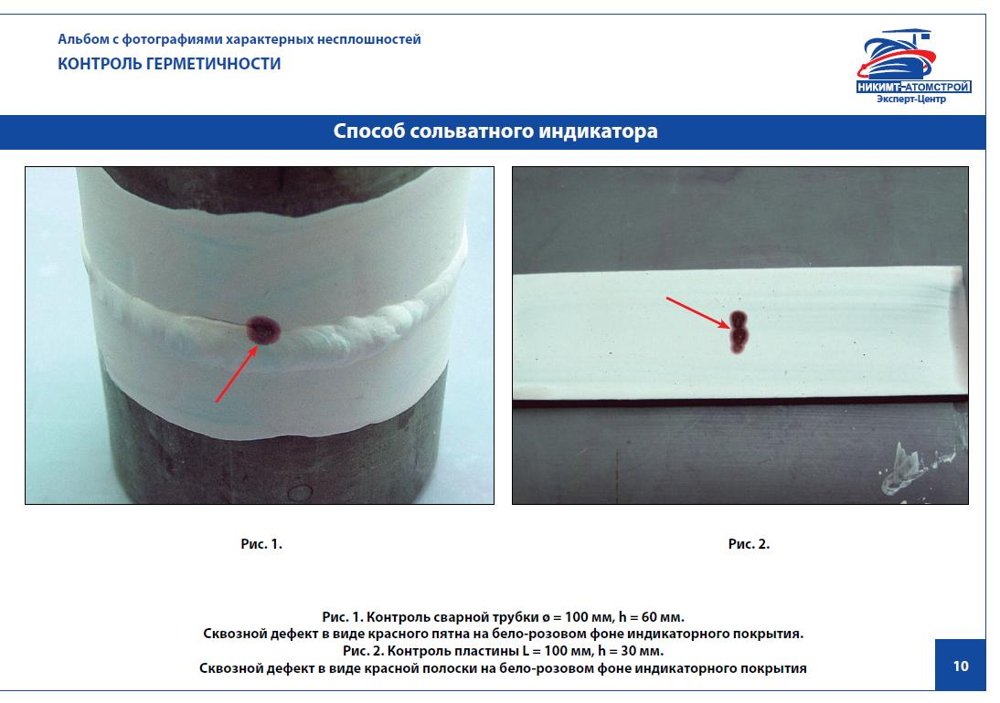 Альбом с фотографиями характерных несплошностей
КОНТРОЛЬ ГЕРМЕТИЧНОСТИ
НИКИМТ-АТОМСТРОЙ
Эксперт-Центр
Способ сольватного индикатора
Рис. 1.
Рис. 2.
Рис. 1. Контроль сварной трубки ø = 100 мм, h = 60 мм.
Сквозной дефект в виде красного пятна на бело-розовом фоне индикаторного покрытия.
Рис. 2. Контроль пластины L = 100 мм, h = 30 мм.
Сквозной дефект в виде красной полоски на бело-розовом фоне индикаторного покрытия
10